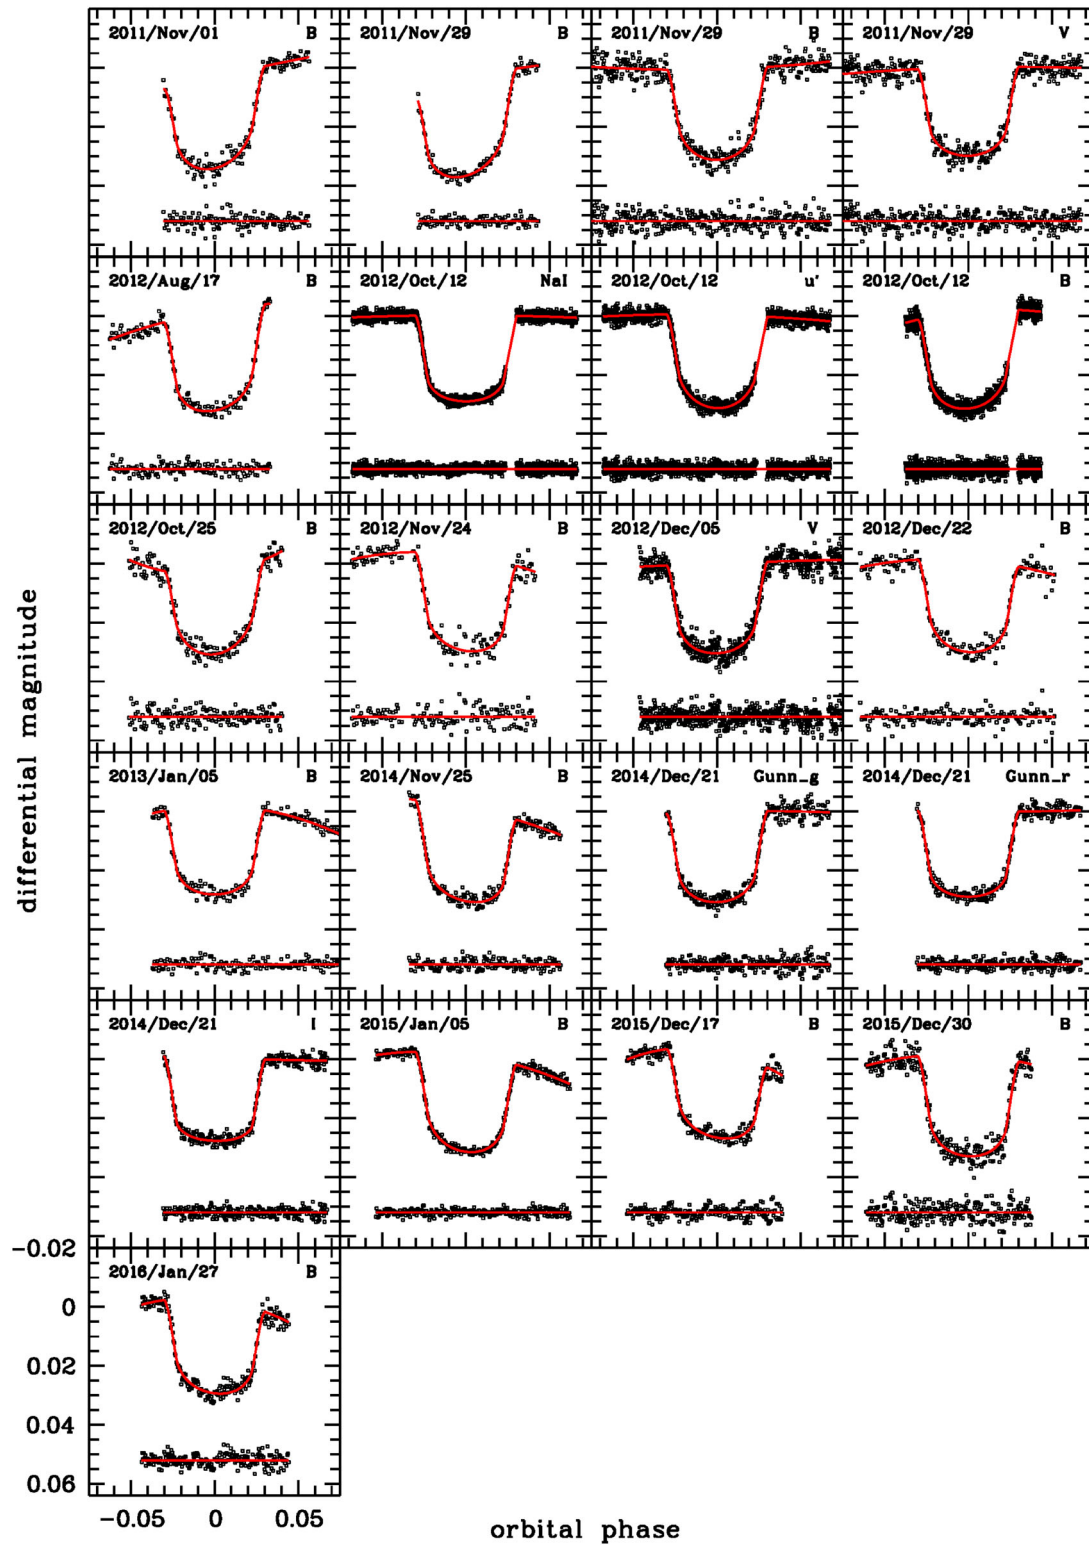 2011/Nov/01 B
2011/Nov/29 B
2011/Nov/29 B
2011/Nov/29 V
2012/Aug/17 B
2012/Oct/12 NaI
2012/Oct/12 u'
2012/Oct/12 B
2012/Oct/25 B
2012/Nov/24 B
2012/Dec/05 V
2012/Dec/22 B
2013/Jan/05 B
2014/Nov/25 B
2014/Dec/21 Gunn_g
2014/Dec/21 Gunn_r
2014/Dec/21 I
2015/Jan/05 B
2015/Dec/17 B
2015/Dec/30 B
2016/Jan/27 B
differential magnitude
−0.02
0
0.02
0.04
0.06
−0.05 0 0.05
orbital phase